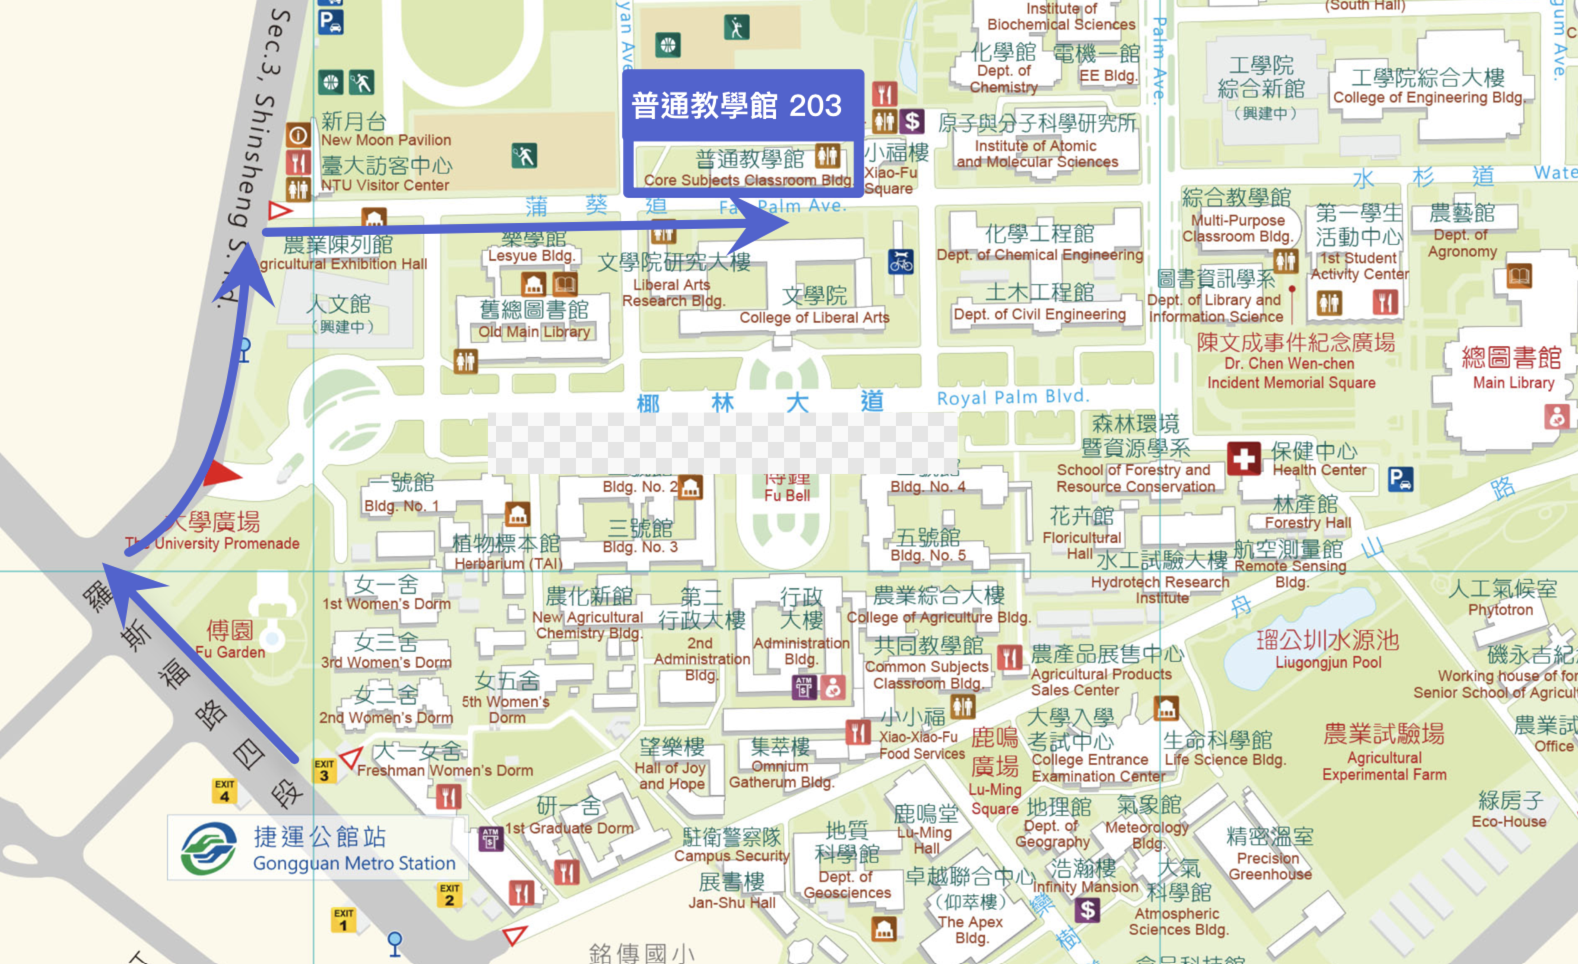 Sec.3, Shinsheng S. Rd.
新月台
New Moon Pavilion
臺大訪客中心
NTU Visitor Center
普通教學館 203
普通教學館
Core Subjects Classroom Bldg.
小福樓
Xiao-Fu
Square
Institute of
Biochemical Sciences
化學館
Dept. of
Chemistry
電機一館
EE Bldg.
Palm Ave.
(South Hall)
工學院
綜合新館
(興建中)
工學院綜合大樓
College of Engineering Bldg.
原子與分子科學研究所
Institute of Atomic
and Molecular Sciences
蒲葵道
Fan Palm Ave.
水杉道
Wate
農業陳列館
gricultural Exhibition Hall
人文館
(興建中)
樂學館
Lesyue Bldg.
舊總圖書館
Old Main Library
文學院研究大樓
Liberal Arts
Research Bldg.
文學院
College of Liberal Arts
化學工程館
Dept. of Chemical Engineering
土木工程館
Dept. of Civil Engineering
綜合教學館
Multi-Purpose
Classroom Bldg.
圖書資訊學系
Dept. of Library and
Information Science
第一學生
活動中心
1st Student
Activity Center
農藝館
Dept. of
Agronomy
陳文成事件紀念廣場
Dr. Chen Wen-chen
Incident Memorial Square
總圖書館
Main Library
椰林大道
Royal Palm Blvd.
森林環境
暨資源學系
School of Forestry and
Resource Conservation
保健中心
Health Center
林產館
Forestry Hall
花卉館
Floricultural
Hall
水工試驗大樓
Hydrotech Research
Institute
航空測量館
Remote Sensing
Bldg.
舟山路
一號館
Bldg. No. 1
Bldg. No. 2
三號館
Bldg. No. 3
傅鐘
Fu Bell
Bldg. No. 4
五號館
Bldg. No. 5
植物標本館
Herbarium (TAI)
大學廣場
The University Promenade
傅園
Fu Garden
女一舍
1st Women's Dorm
女三舍
3rd Women's Dorm
女二舍
2nd Women's Dorm
女五舍
5th Women's
Dorm
大一女舍
Freshman Women's Dorm
農化新館
New Agricultural
Chemistry Bldg.
第二
行政大樓
2nd
Administration
Bldg.
行政
大樓
Administration
Bldg.
ATM
農業綜合大樓
College of Agriculture Bldg.
共同教學館
Common Subjects
Classroom Bldg.
農產品展售中心
Agricultural Products
Sales Center
小小福
Xiao-Xiao-Fu
Food Services
鹿鳴
廣場
Lu-Ming
Square
大學入學
考試中心
College Entrance
Examination Center
生命科學館
Life Science Bldg.
瑠公圳水源池
Liugongjun Pool
人工氣候室
Phytotron
磯永吉紀
Working house of for
Senior School of Agricult
農業試
Office
農業試驗場
Agricultural
Experimental Farm
綠房子
Eco-House
望樂樓
Hall of Joy
and Hope
集萃樓
Omnium
Gatherum Bldg.
研一舍
1st Graduate Dorm
ATM
駐衛警察隊
Campus Security
展書樓
Jan-Shu Hall
地質
科學館
Dept. of
Geosciences
鹿鳴堂
Lu-Ming
Hall
卓越聯合中心
(仰萃樓)
The Apex
Bldg.
地理館
Dept. of
Geography
氣象館
Meteorology
Bldg.
浩瀚樓
Infinity Mansion
大氣
科學館
Atmospheric
Sciences Bldg.
精密溫室
Precision
Greenhouse
羅斯福路四段
EXIT
3
EXIT
4
EXIT
2
EXIT
1
捷運公館站
Gongguan Metro Station
銘傳國小